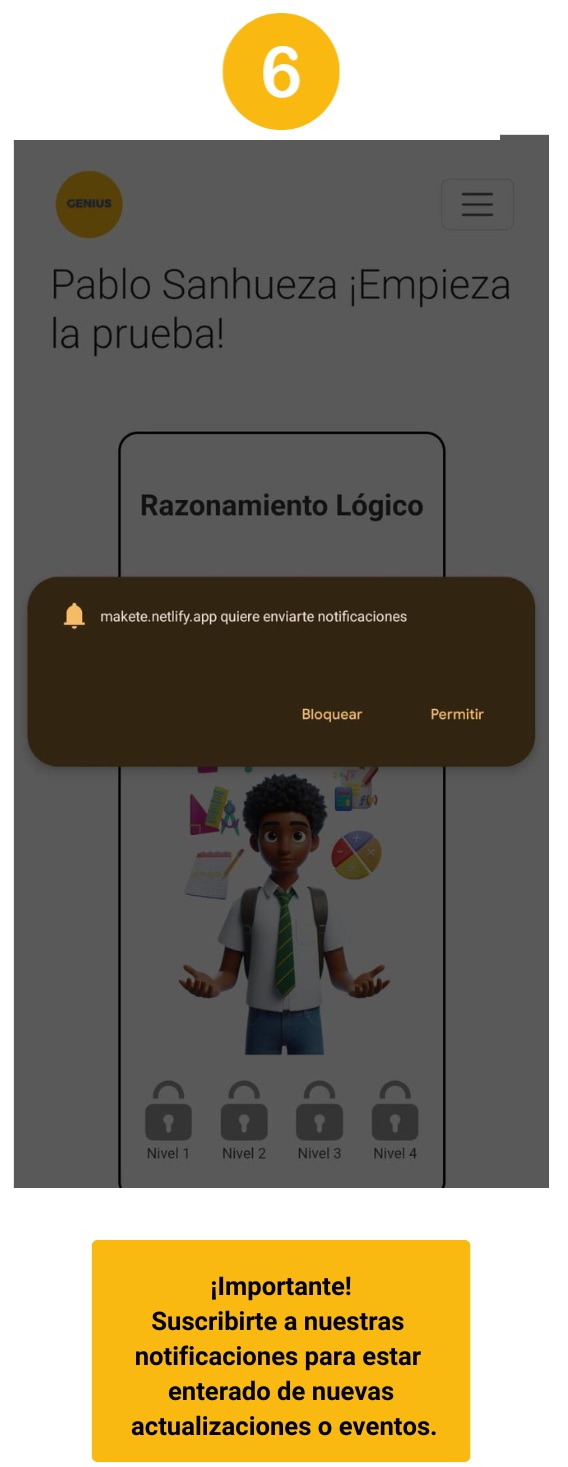 6
GENIUS
Pablo Sanhueza ¡Empieza
la prueba!
Razonamiento Lógico
makete.netlify.app quiere enviarte notificaciones
Bloquear Permitir
Nivel 1 Nivel 2 Nivel 3 Nivel 4
¡Importante!
Suscribirte a nuestras
notificaciones para estar
enterado de nuevas
actualizaciones o eventos.